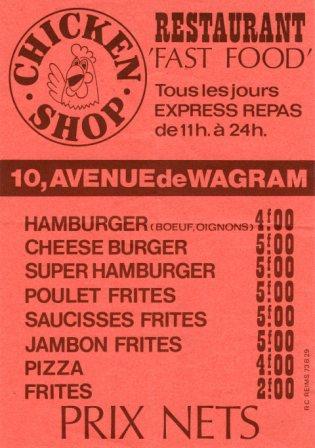 CHICKEN
SHOP
RESTAURANT
'FAST FOOD'
Tous les jours
EXPRESS REPAS
de 11h. à 24h.
10, AVENUE de WAGRAM
HAMBURGER (BOEUF, OIGNONS) 4f00
CHEESE BURGER 5f00
SUPER HAMBURGER 5f00
POULET FRITES 5f00
SAUCISSES FRITES 5f00
JAMBON FRITES 5f00
PIZZA 4f00
FRITES 2f00
PRIX NETS
R.C. REIMS 73 B 29